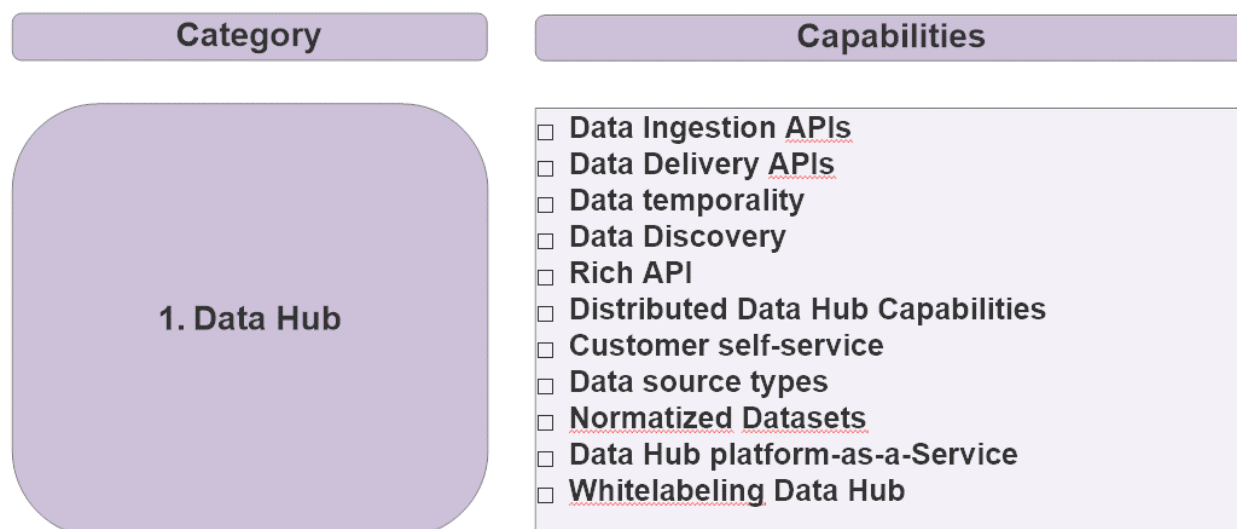 Category
Capabilities
1. Data Hub
Data Ingestion APIs
Data Delivery APIs
Data temporality
Data Discovery
Rich API
Distributed Data Hub Capabilities
Customer self-service
Data source types
Normatized Datasets
Data Hub platform-as-a-Service
Whitelabeling Data Hub